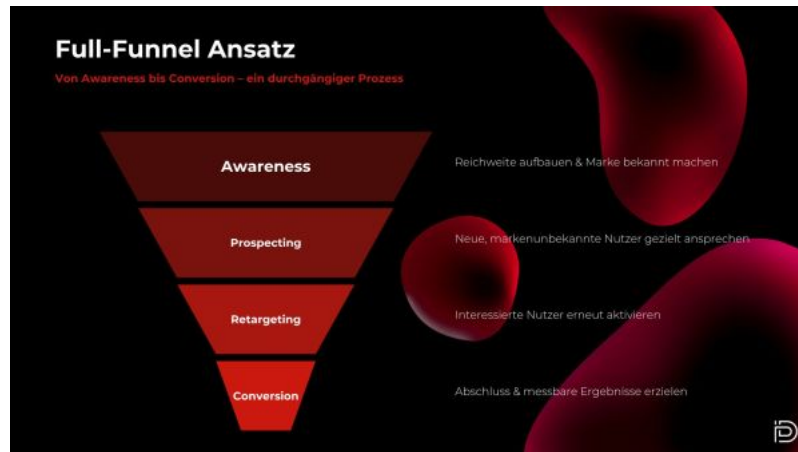 Full-Funnel Ansatz
Von Awareness bis Conversion – ein durchgängiger Prozess
Awareness
Reichweite aufbauen & Marke bekannt machen
Prospecting
Neue, markenunbekannte Nutzer gezielt ansprechen
Retargeting
Interessierte Nutzer erneut aktivieren
Conversion
Abschluss & messbare Ergebnisse erzielen